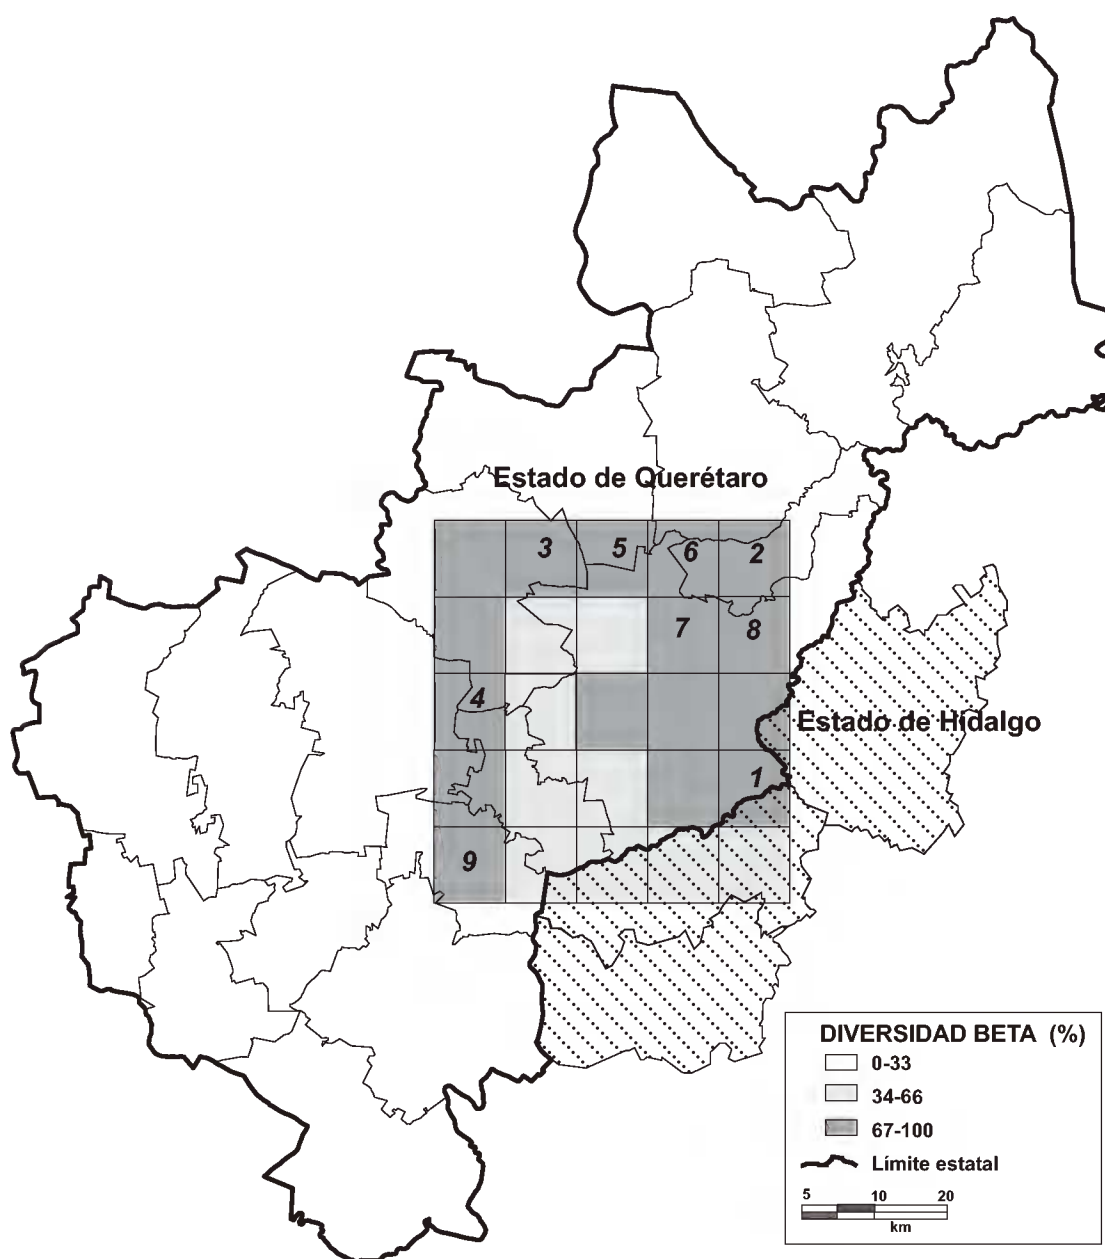 Estado de Querétaro
3 5 6 2
7 8
4
Estado de Hidalgo
1
9
DIVERSIDAD BETA (%)
0-33
34-66
67-100
Límite estatal
5 10 20
km